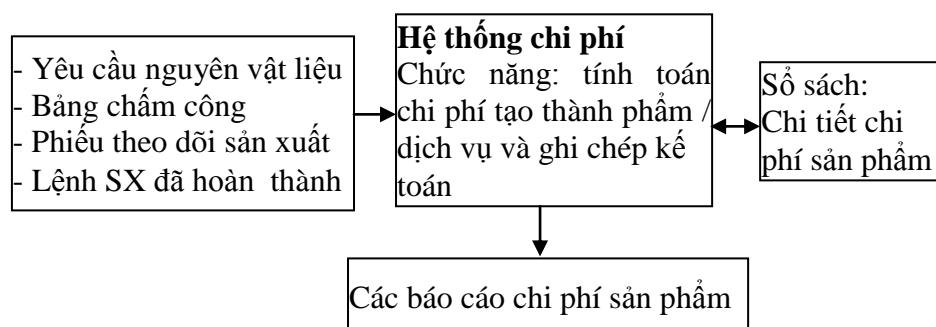 - Yêu cầu nguyên vật liệu
- Bảng chấm công
- Phiếu theo dõi sản xuất
- Lệnh SX đã hoàn thành
Hệ thống chi phí
Chức năng: tính toán
chi phí tạo thành phẩm /
dịch vụ và ghi chép kế
toán
Sổ sách:
Chi tiết chi
phí sản phẩm
Các báo cáo chi phí sản phẩm